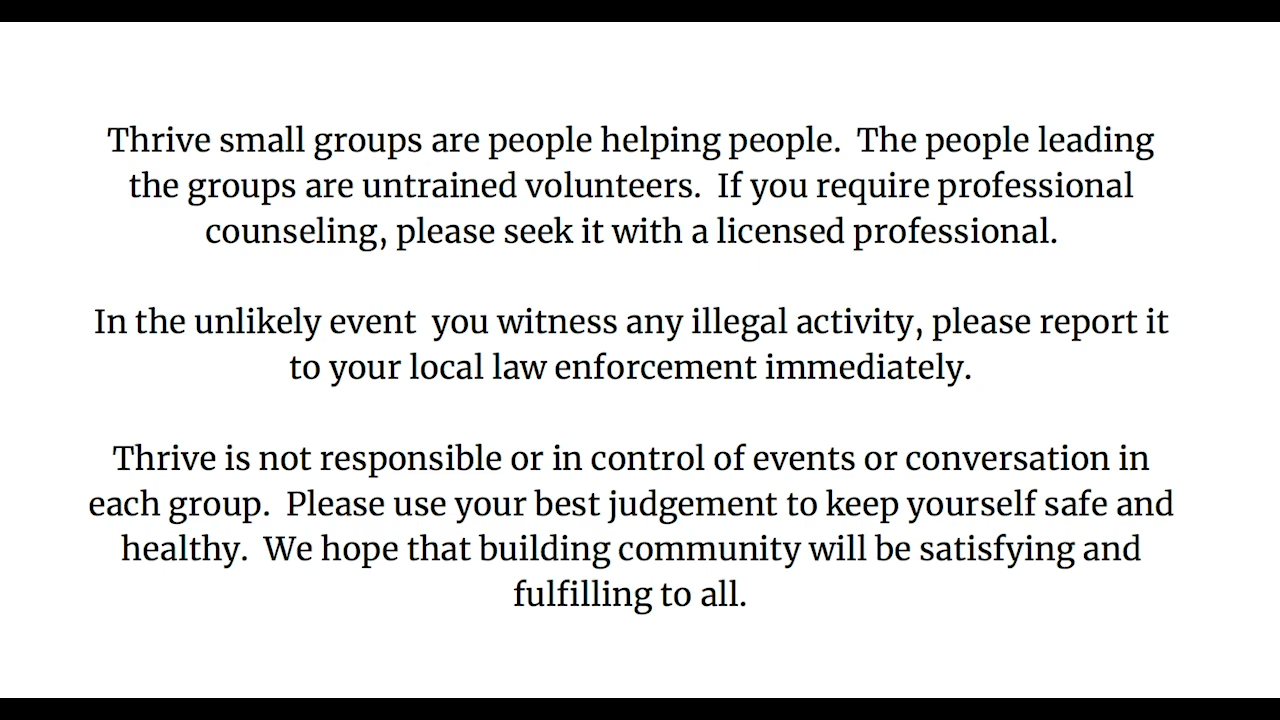 Thrive small groups are people helping people.  The people leading
the groups are untrained volunteers.  If you require professional
counseling, please seek it with a licensed professional.
In the unlikely event  you witness any illegal activity, please report it
to your local law enforcement immediately.
Thrive is not responsible or in control of events or conversation in
each group.  Please use your best judgement to keep yourself safe and
healthy.  We hope that building community will be satisfying and
fulfilling to all.